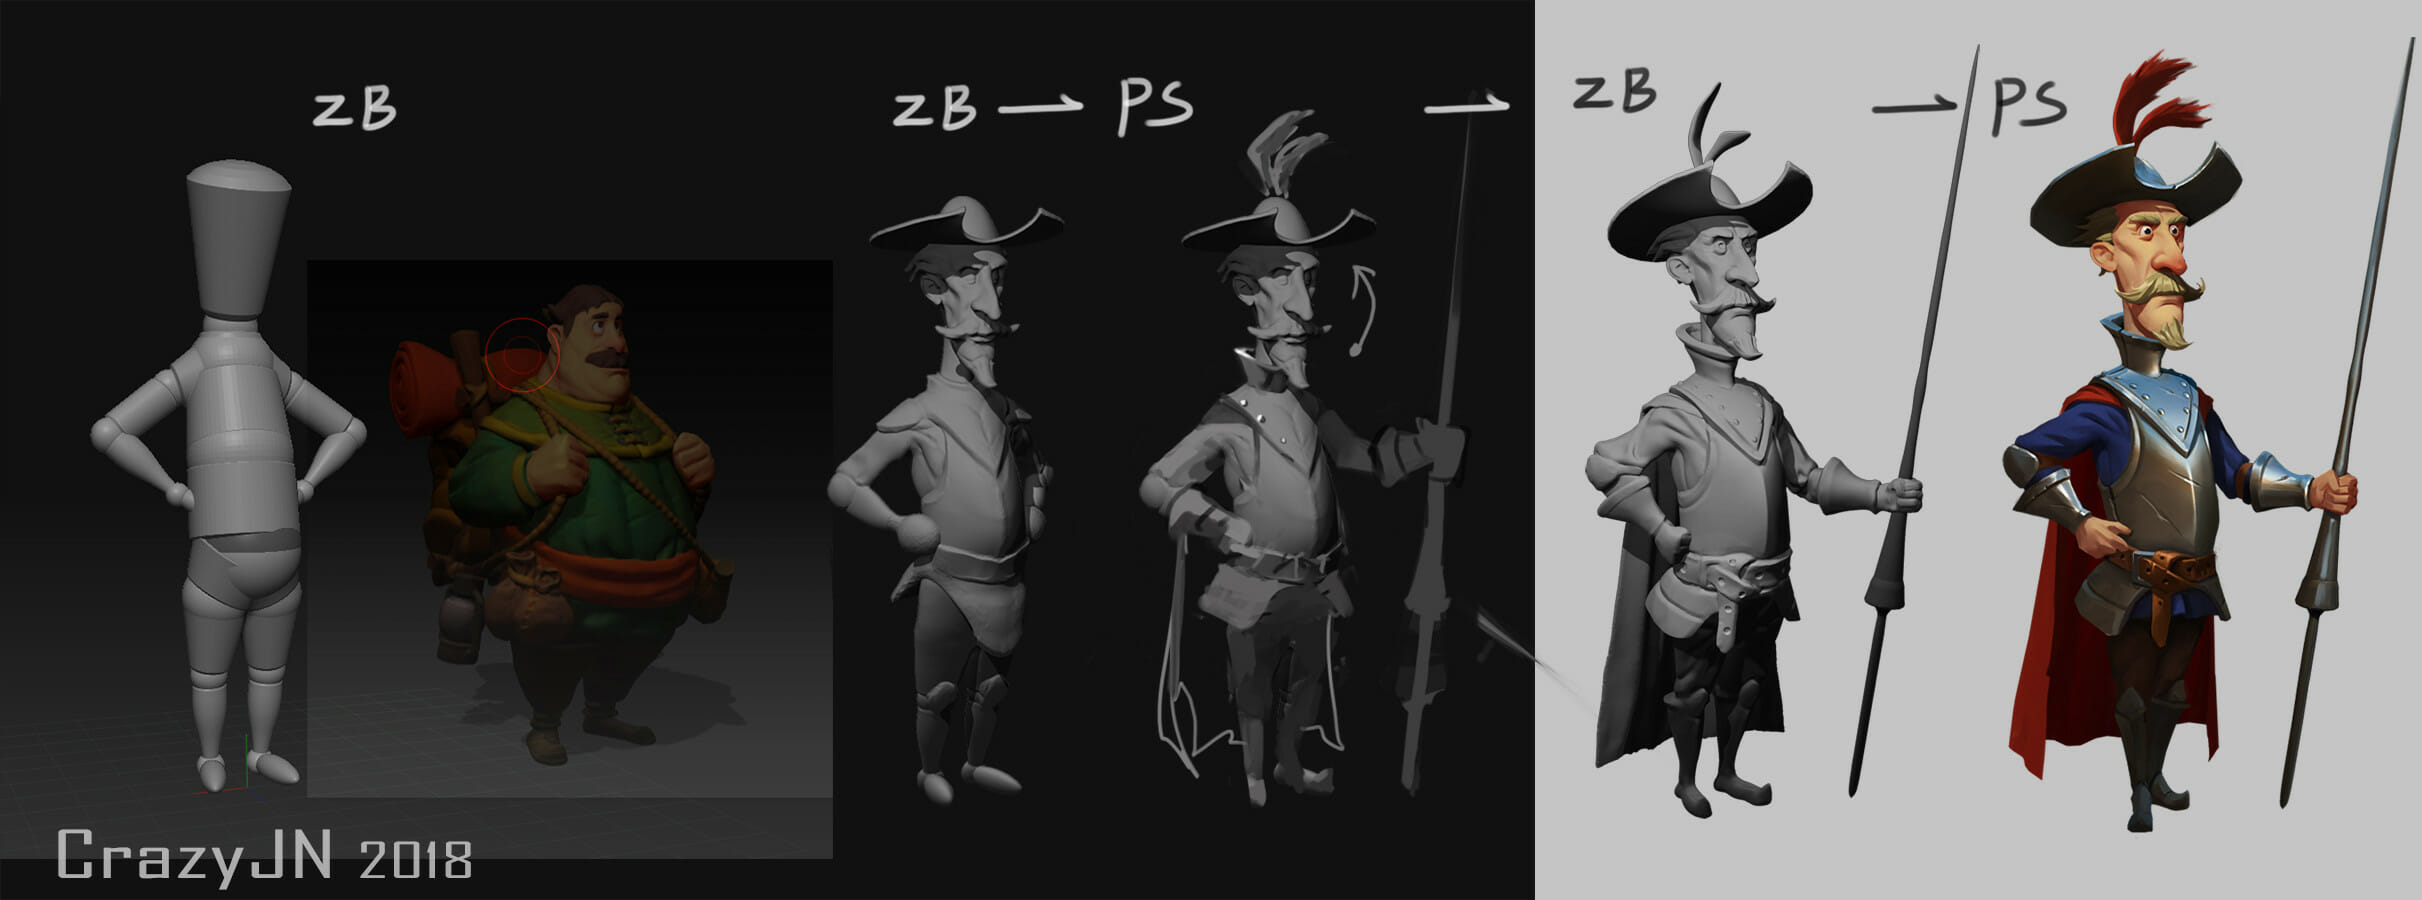 zB
zB → PS →
zB → PS
CrazyJN 2018